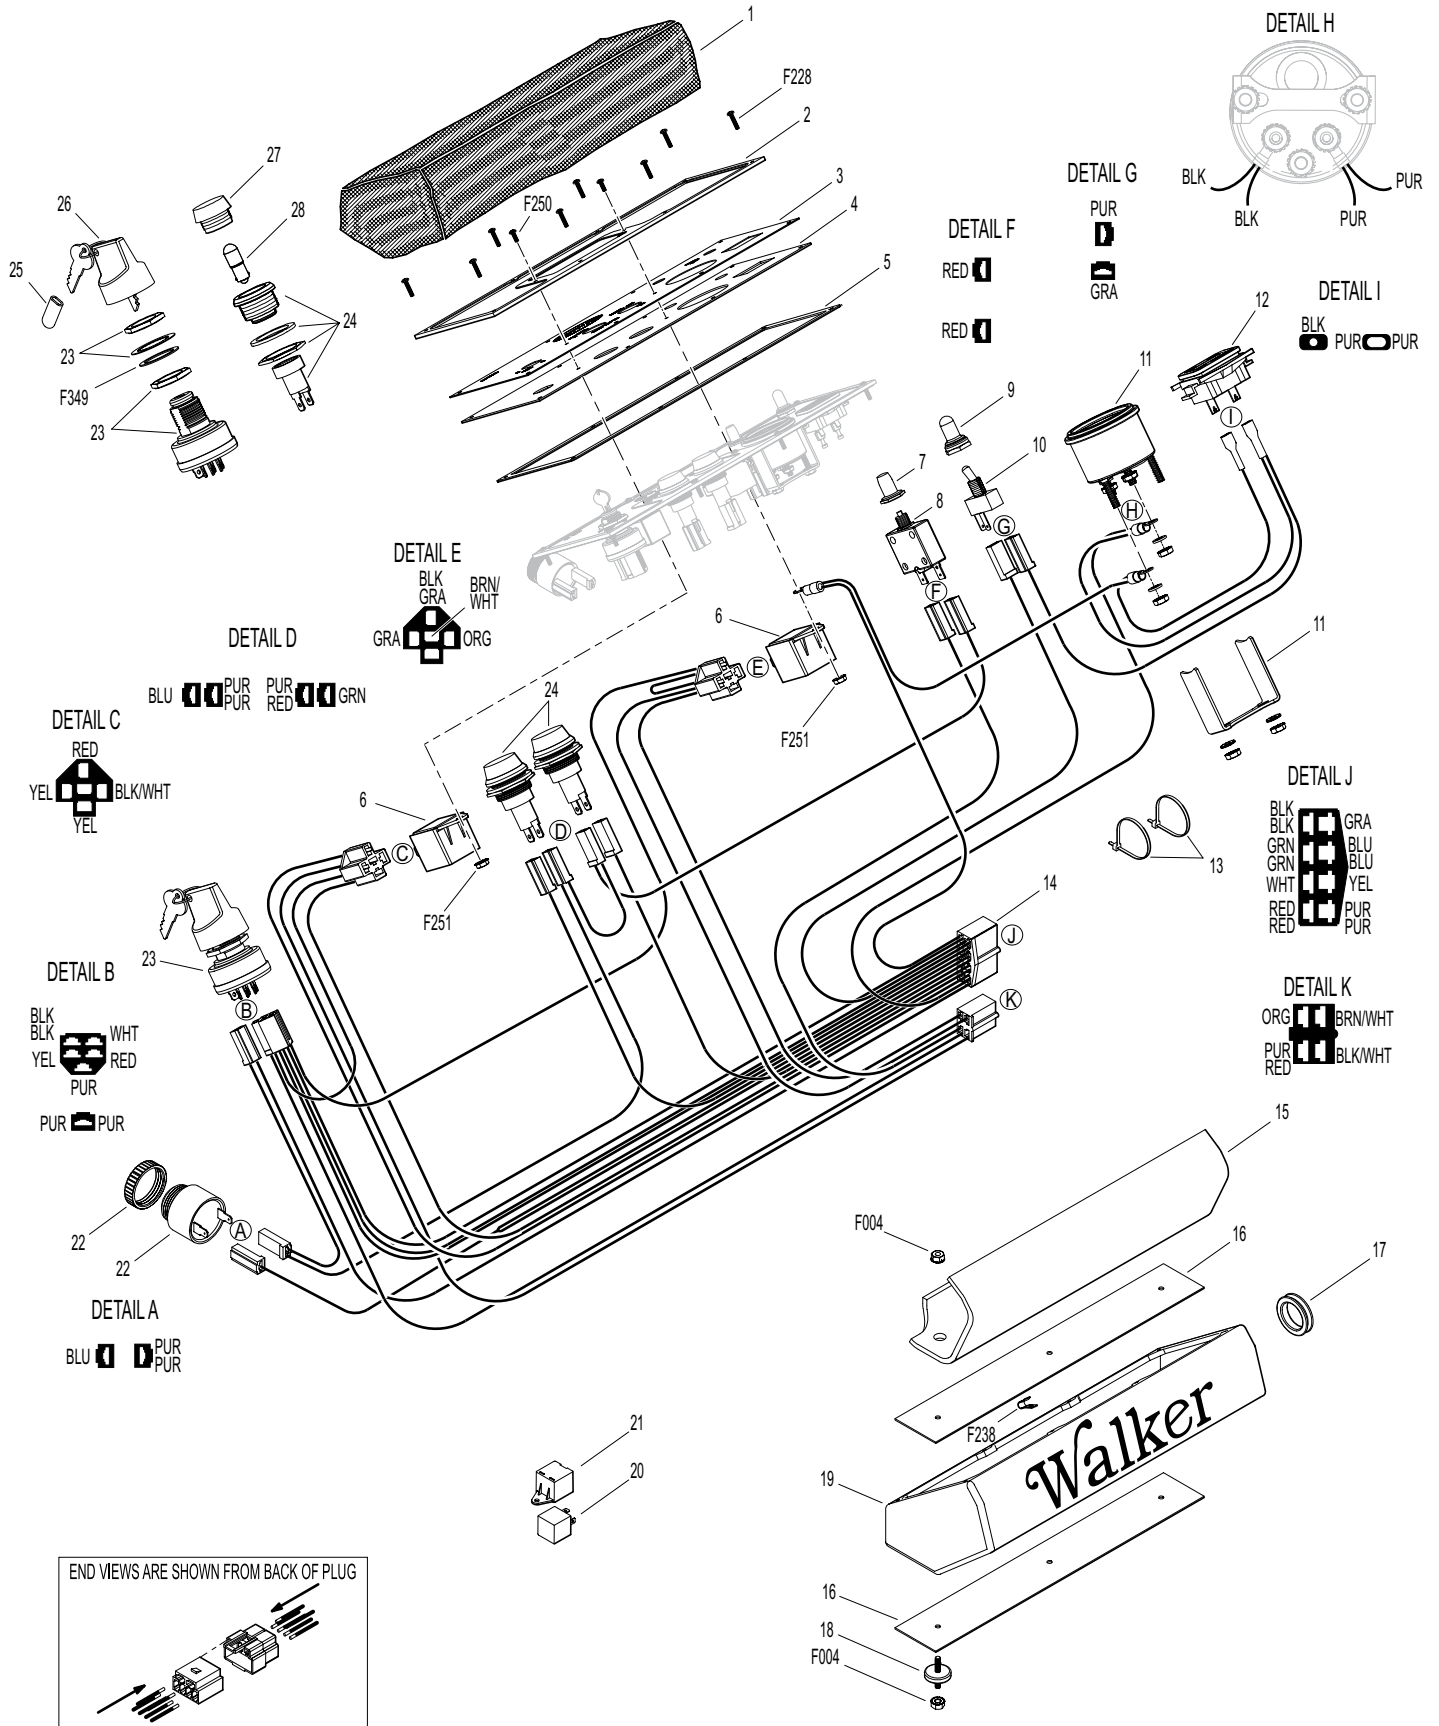 DETAIL H
1
F228
2
27
DETAIL G
BLK
PUR
26
28
F250
3
PUR
BLK
PUR
4
DETAIL F
25
RED
5
GRA
DETAIL I
12
24
BLK
PUR
PUR
23
RED
11
F349
9
23
I
7
10
8
H
DETAIL E
G
BLK
GRA
BRN/
WHT
F
6
GRA
ORG
DETAIL D
11
E
BLU
PUR
PUR
PUR
RED
GRN
24
F251
DETAIL C
RED
DETAIL J
YEL
BLK/WHT
6
BLK
BLK
GRA
YEL
D
GRN
GRN
BLU
BLU
C
13
WHT
YEL
14
RED
RED
PUR
PUR
F251
J
23
DETAIL B
DETAIL K
K
B
BLK
BLK
WHT
ORG
BRN/WHT
YEL
RED
PUR
RED
BLK/WHT
PUR
PUR
PUR
15
F004
16
A
22
17
22
DETAIL A
BLU
PUR
PUR
F238
Walker
21
20
19
END VIEWS ARE SHOWN FROM BACK OF PLUG
16
18
F004